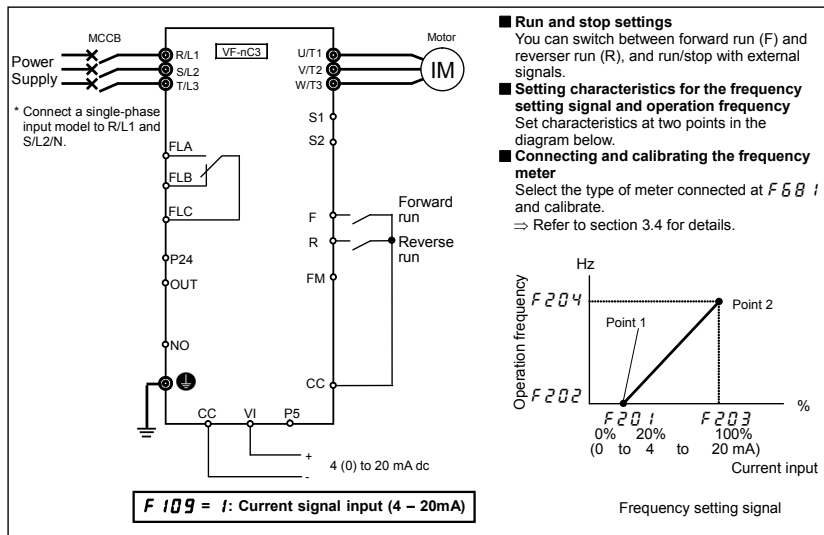 MCCB
Power
Supply
R/L1
S/L2
T/L3
VF-nC3
U/T1
V/T2
W/T3
Motor
IM
* Connect a single-phase
input model to R/L1 and
S/L2/N.
S1
S2
FLA
FLB
FLC
F
R
Forward
run
Reverse
run
P24
OUT
FM
NO
CC
CC
VI
P5
+
4 (0) to 20 mA dc
-
F109 = 1: Current signal input (4 – 20mA)
■ Run and stop settings
You can switch between forward run (F) and
reverser run (R), and run/stop with external
signals.
■ Setting characteristics for the frequency
setting signal and operation frequency
Set characteristics at two points in the
diagram below.
■ Connecting and calibrating the frequency
meter
Select the type of meter connected at F681
and calibrate.
⇒ Refer to section 3.4 for details.
Hz
Operation frequency
F204
Point 2
Point 1
F202
%
F201 F203
0% 20% 100%
(0 to 4 to 20 mA)
Current input
Frequency setting signal